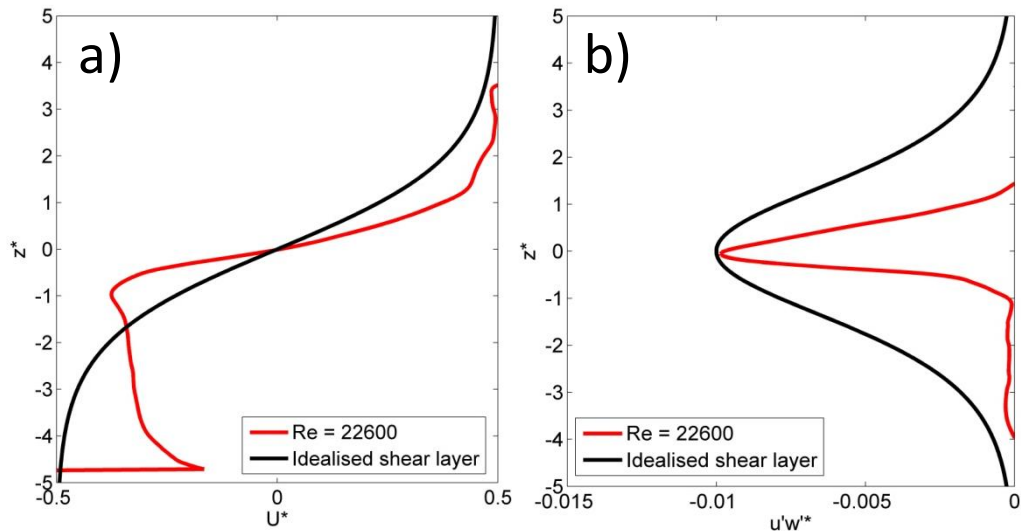 a)
5
4
3
2
1
0
-1
-2
-3
-4
-5
z*
-0.5
0
0.5
U*
Re = 22600
Idealised shear layer
b)
5
4
3
2
1
0
-1
-2
-3
-4
-5
z*
-0.015
-0.01
-0.005
0
u'w'*
Re = 22600
Idealised shear layer